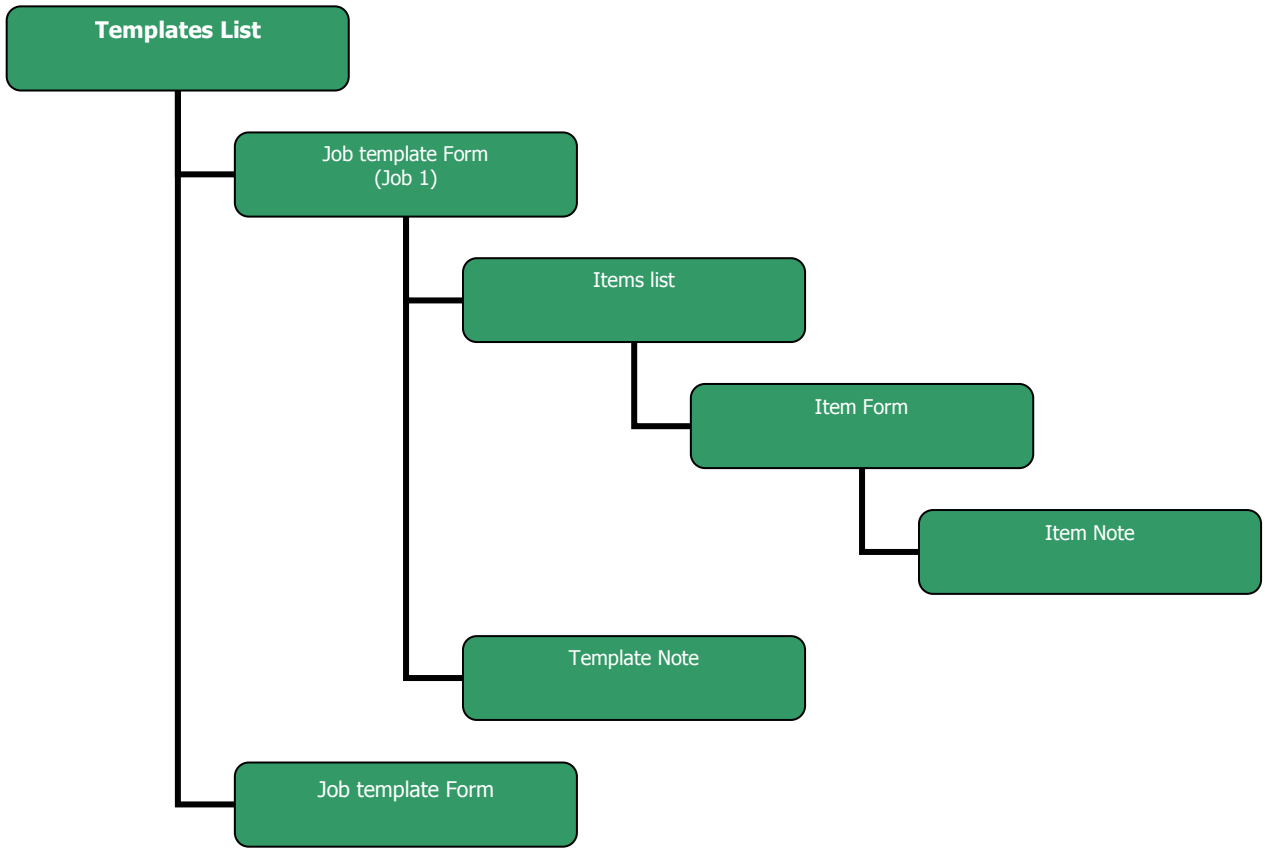 Templates List
Job template Form
(Job 1)
Items list
Item Form
Item Note
Template Note
Job template Form